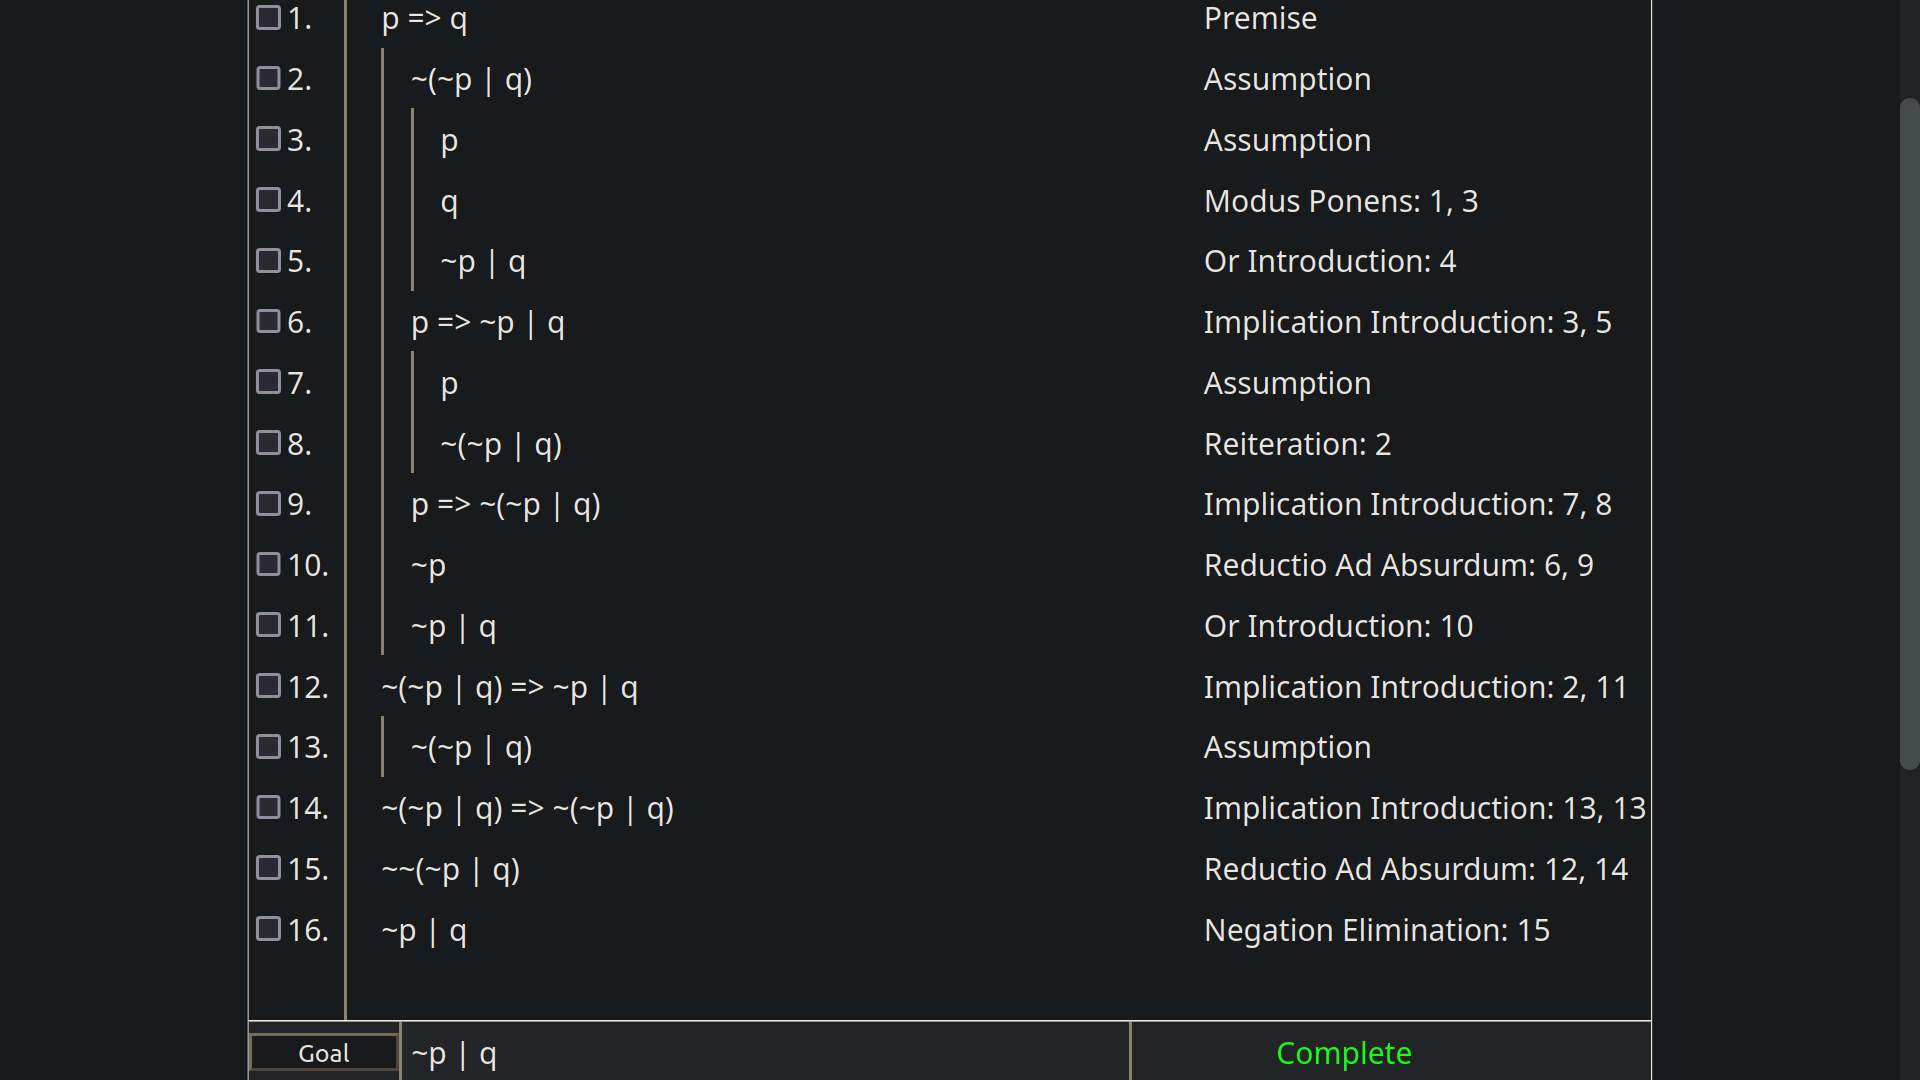 1. p => q Premise
2. ~(~p | q) Assumption
3. p Assumption
4. q Modus Ponens: 1, 3
5. ~p | q Or Introduction: 4
6. p => ~p | q Implication Introduction: 3, 5
7. p Assumption
8. ~(~p | q) Reiteration: 2
9. p => ~(~p | q) Implication Introduction: 7, 8
10. ~p Reductio Ad Absurdum: 6, 9
11. ~p | q Or Introduction: 10
12. ~(~p | q) => ~p | q Implication Introduction: 2, 11
13. ~(~p | q) Assumption
14. ~(~p | q) => ~(~p | q) Implication Introduction: 13, 13
15. ~~(~p | q) Reductio Ad Absurdum: 12, 14
16. ~p | q Negation Elimination: 15
Goal ~p | q Complete